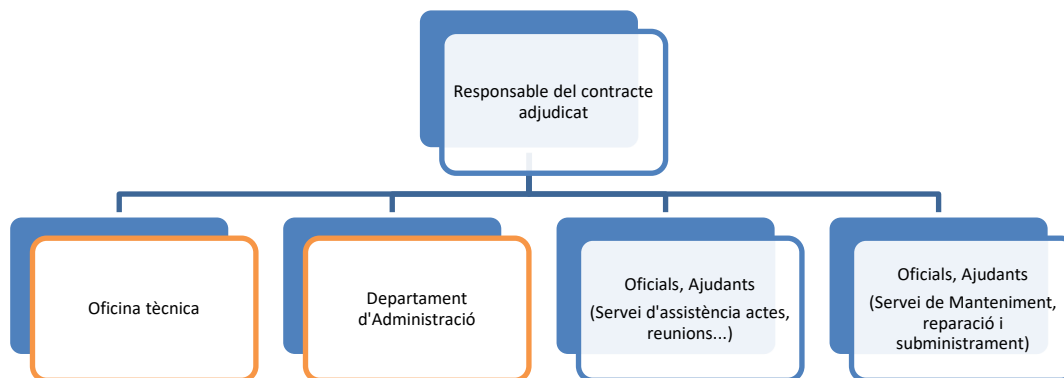 Responsable del contracte
adjudicat
Oficina tècnica
Departament
d'Administració
Oficials, Ajudants
(Servei d'assistència actes,
reunions...)
Oficials, Ajudants
(Servei de Manteniment,
reparació i
subministrament)